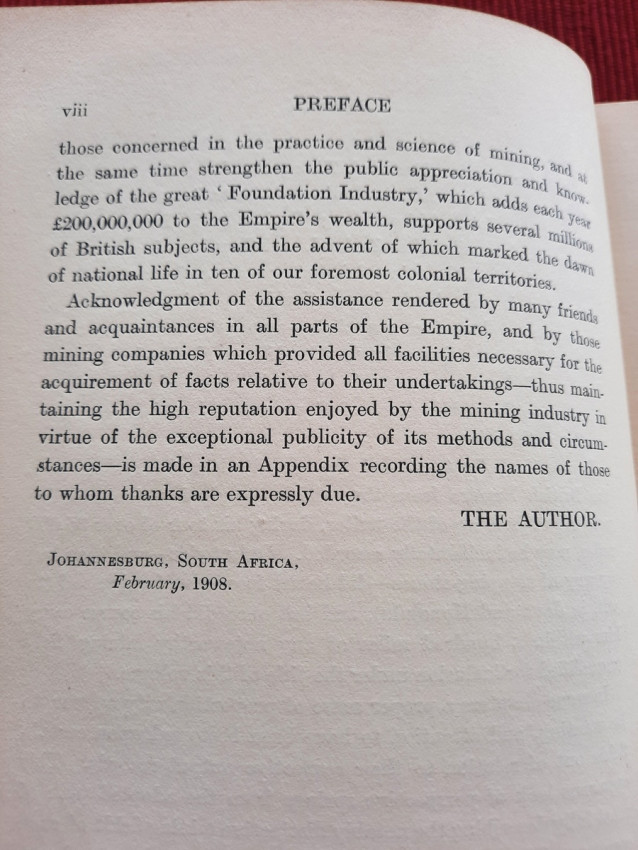 viii
PREFACE
those concerned in the practice and science of mining, and at
the same time strengthen the public appreciation and know-
ledge of the great ‘ Foundation Industry,’ which adds each year
£200,000,000 to the Empire’s wealth, supports several millions
of British subjects, and the advent of which marked the dawn
of national life in ten of our foremost colonial territories.
Acknowledgment of the assistance rendered by many friends
and acquaintances in all parts of the Empire, and by those
mining companies which provided all facilities necessary for the
acquirement of facts relative to their undertakings—thus main-
taining the high reputation enjoyed by the mining industry in
virtue of the exceptional publicity of its methods and circum-
stances—is made in an Appendix recording the names of those
to whom thanks are expressly due.
THE AUTHOR.
Johannesburg, South Africa,
February, 1908.